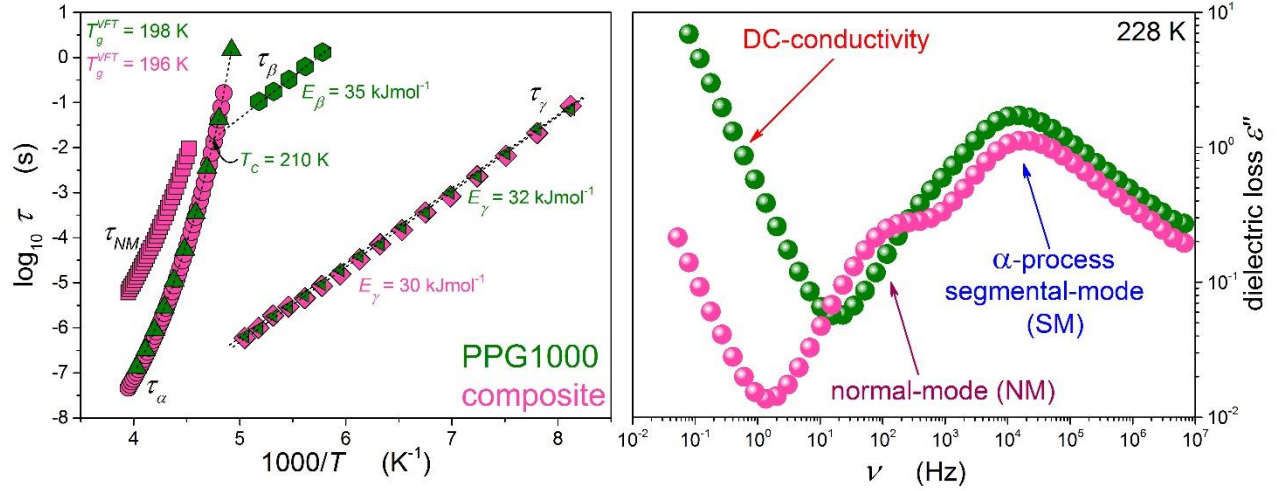 T_g^VFT = 198 K
T_g^VFT = 196 K
τ_β
E_β = 35 kJmol⁻¹
τ_γ
T_c = 210 K
τ_NM
E_γ = 32 kJmol⁻¹
E_γ = 30 kJmol⁻¹
τ_α
PPG1000
composite
log₁₀ τ (s)
1
0
-1
-2
-3
-4
-5
-6
-7
-8
4 5 6 7 8
1000/T (K⁻¹)
228 K
DC-conductivity
α-process
segmental-mode
(SM)
normal-mode (NM)
10⁻² 10⁻¹ 10⁰ 10¹ 10² 10³ 10⁴ 10⁵ 10⁶ 10⁷
ν (Hz)
10¹
10⁰
10⁻¹
10⁻²
dielectric loss ε''